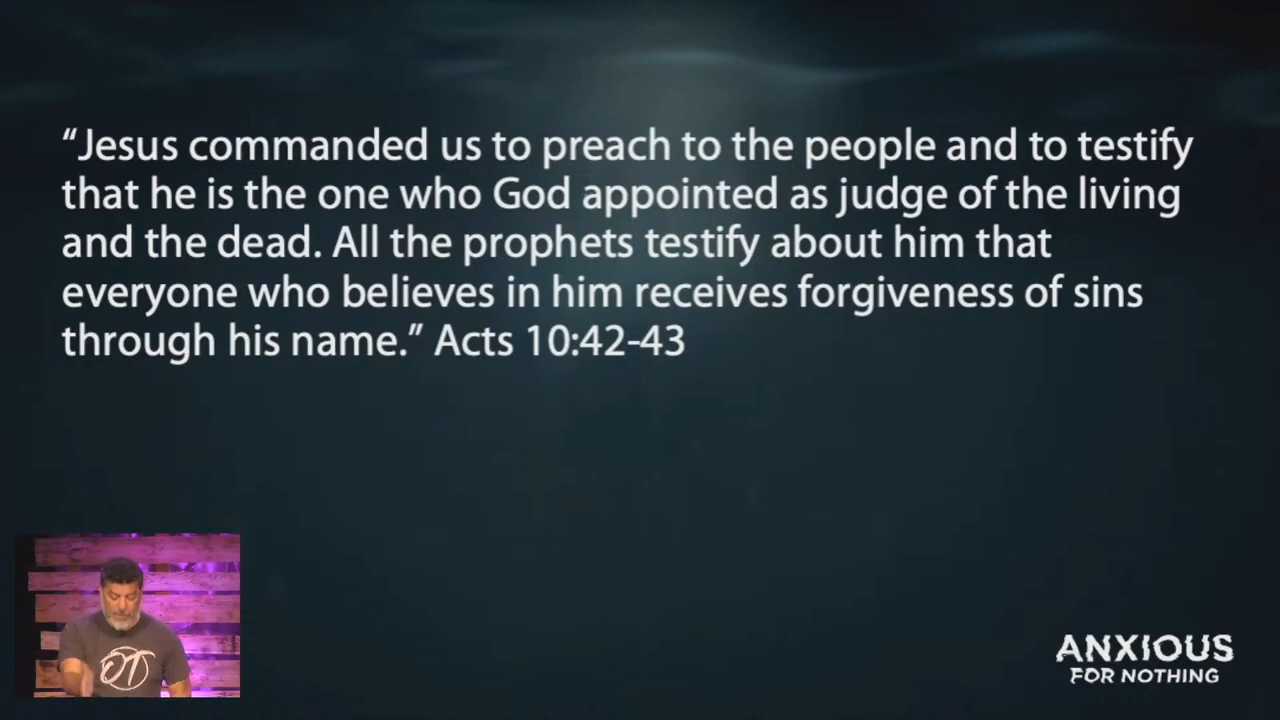 “Jesus commanded us to preach to the people and to testify
that he is the one who God appointed as judge of the living
and the dead. All the prophets testify about him that
everyone who believes in him receives forgiveness of sins
through his name.” Acts 10:42-43
OT
ANXIOUS
FOR NOTHING